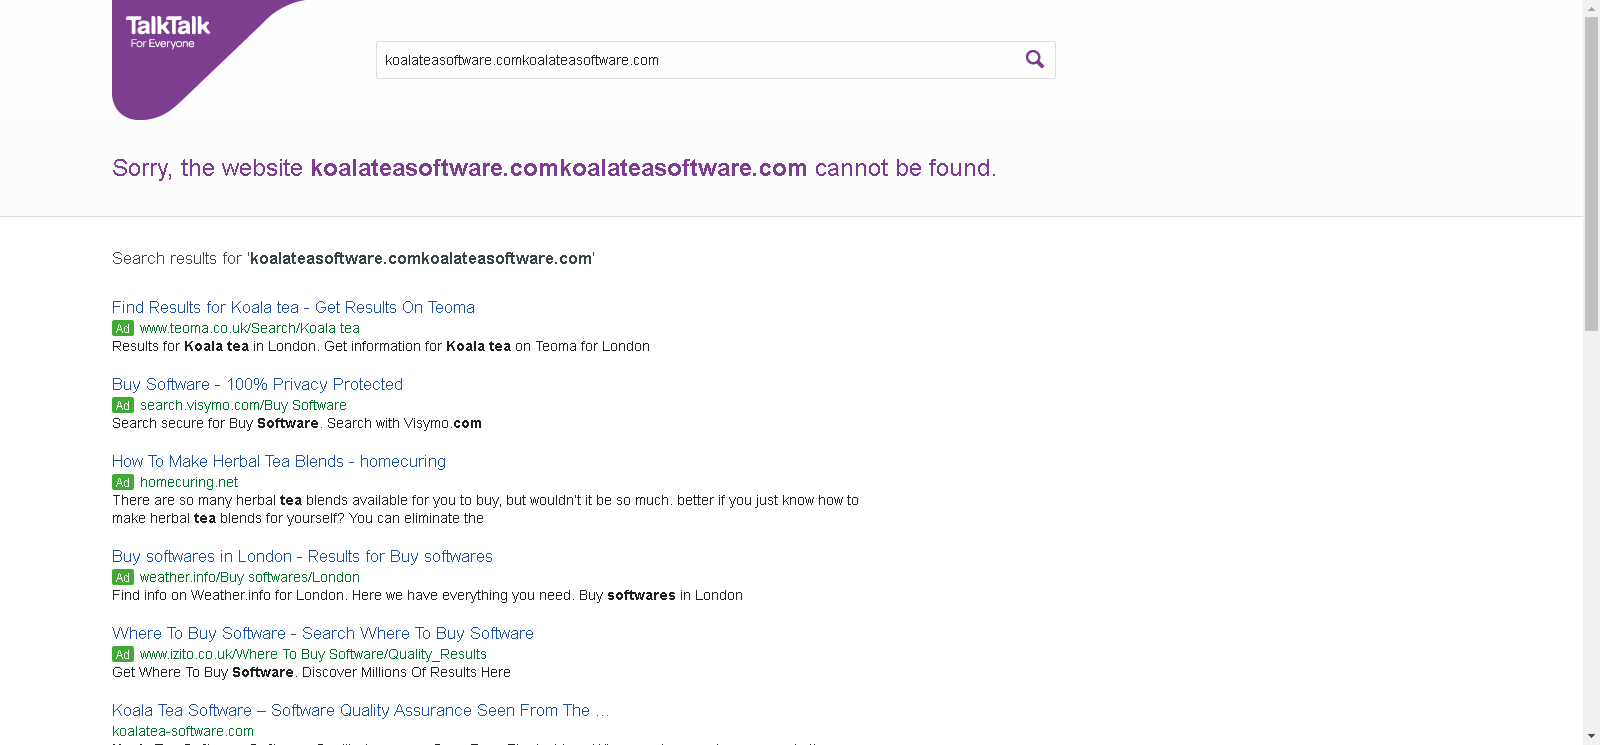 TalkTalk
For Everyone
koalateasoftware.comkoalateasoftware.com
Sorry, the website koalateasoftware.comkoalateasoftware.com cannot be found.
Search results for 'koalateasoftware.comkoalateasoftware.com'
Find Results for Koala tea - Get Results On Teoma
Ad www.teoma.co.uk/Search/Koala tea
Results for Koala tea in London. Get information for Koala tea on Teoma for London
Buy Software - 100% Privacy Protected
Ad search.visymo.com/Buy Software
Search secure for Buy Software. Search with Visymo.com
How To Make Herbal Tea Blends - homecuring
Ad homecuring.net
There are so many herbal tea blends available for you to buy, but wouldn't it be so much. better if you just know how to
make herbal tea blends for yourself? You can eliminate the
Buy softwares in London - Results for Buy softwares
Ad weather.info/Buy softwares/London
Find info on Weather.info for London. Here we have everything you need. Buy softwares in London
Where To Buy Software - Search Where To Buy Software
Ad www.izito.co.uk/Where To Buy Software/Quality_Results
Get Where To Buy Software. Discover Millions Of Results Here
Koala Tea Software – Software Quality Assurance Seen From The ...
koalatea-software.com